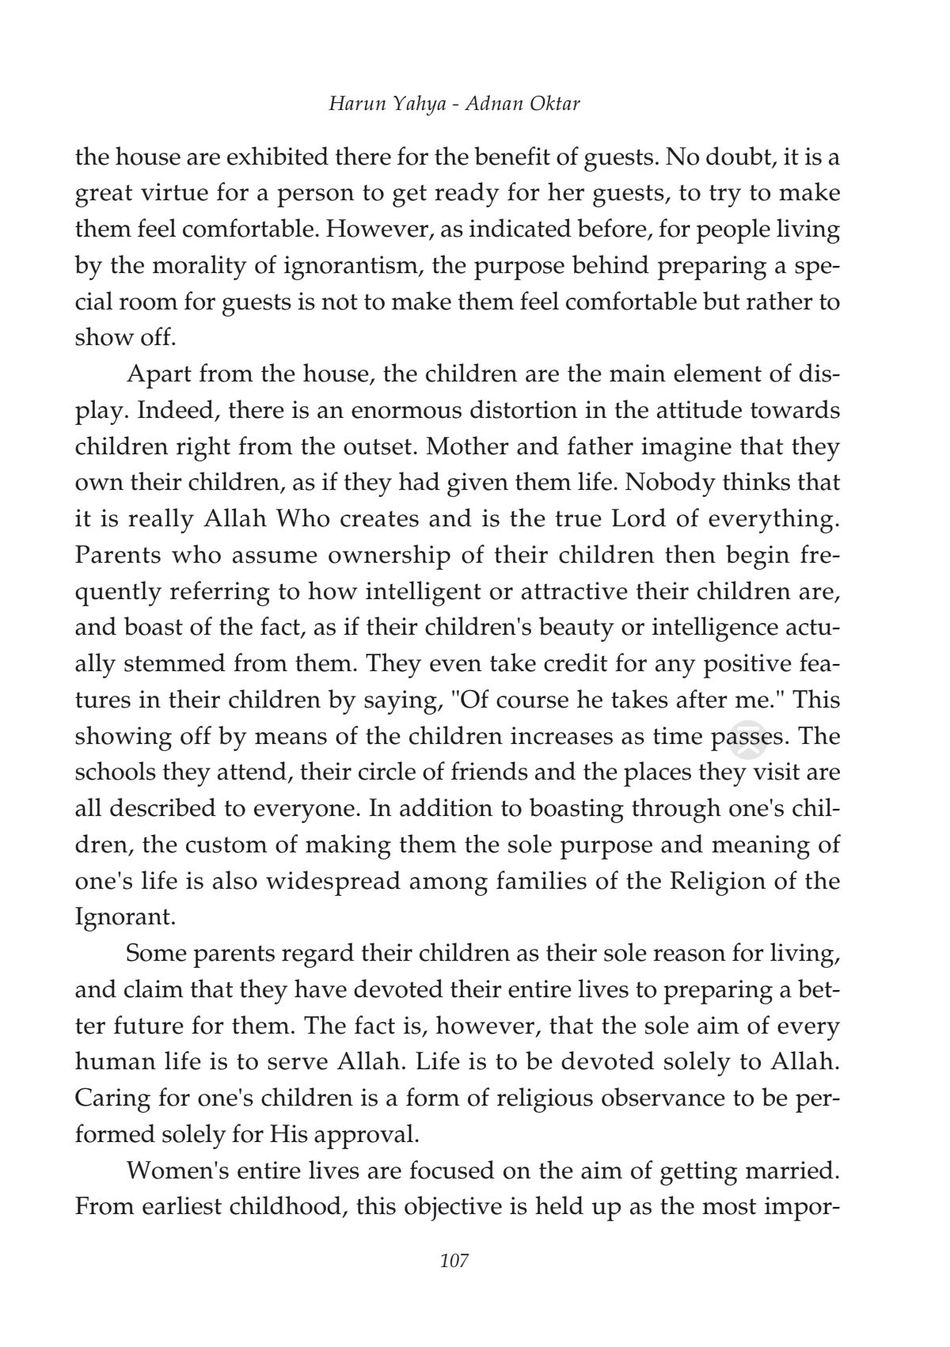 Harun Yahya - Adnan Oktar
the house are exhibited there for the benefit of guests. No doubt, it is a
great virtue for a person to get ready for her guests, to try to make
them feel comfortable. However, as indicated before, for people living
by the morality of ignorantism, the purpose behind preparing a spe-
cial room for guests is not to make them feel comfortable but rather to
show off.
Apart from the house, the children are the main element of dis-
play. Indeed, there is an enormous distortion in the attitude towards
children right from the outset. Mother and father imagine that they
own their children, as if they had given them life. Nobody thinks that
it is really Allah Who creates and is the true Lord of everything.
Parents who assume ownership of their children then begin fre-
quently referring to how intelligent or attractive their children are,
and boast of the fact, as if their children's beauty or intelligence actu-
ally stemmed from them. They even take credit for any positive fea-
tures in their children by saying, "Of course he takes after me." This
showing off by means of the children increases as time passes. The
schools they attend, their circle of friends and the places they visit are
all described to everyone. In addition to boasting through one's chil-
dren, the custom of making them the sole purpose and meaning of
one's life is also widespread among families of the Religion of the
Ignorant.
Some parents regard their children as their sole reason for living,
and claim that they have devoted their entire lives to preparing a bet-
ter future for them. The fact is, however, that the sole aim of every
human life is to serve Allah. Life is to be devoted solely to Allah.
Caring for one's children is a form of religious observance to be per-
formed solely for His approval.
Women's entire lives are focused on the aim of getting married.
From earliest childhood, this objective is held up as the most impor-
107